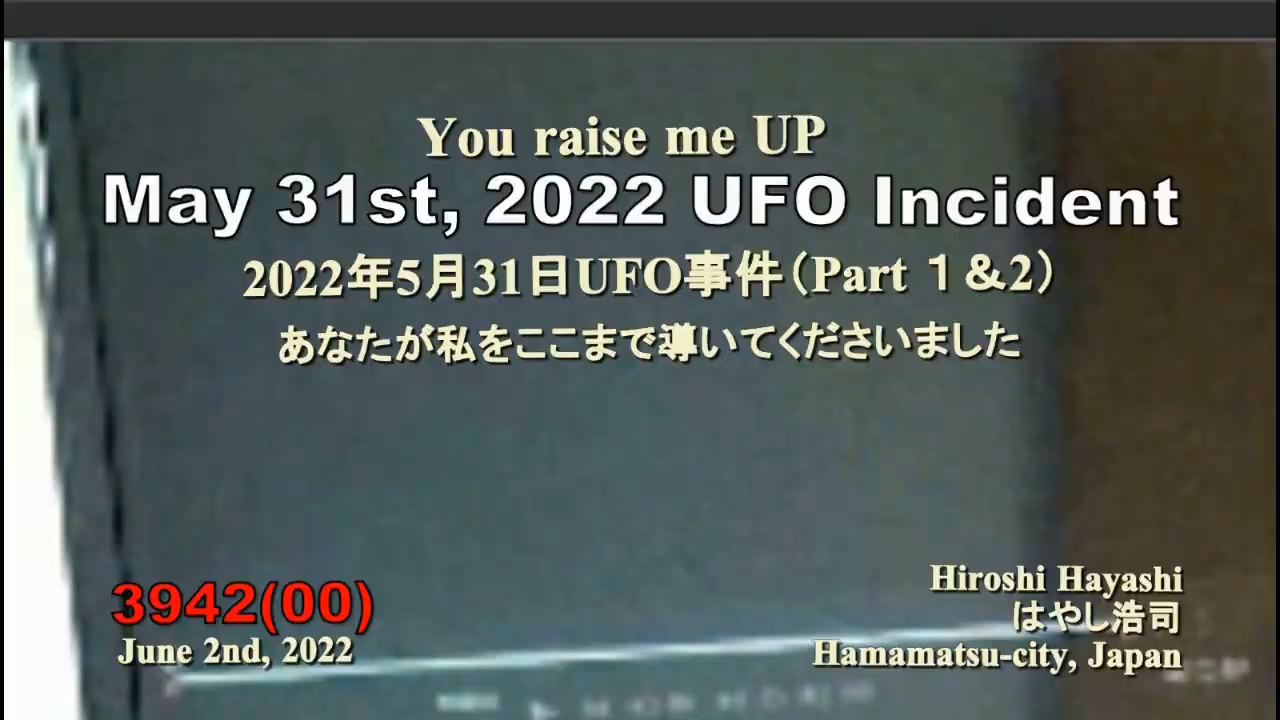 You raise me UP
May 31st, 2022 UFO Incident
2022年5月31日UFO事件（Part １＆2）
あなたが私をここまで導いてくださいました
3942(00)
June 2nd, 2022
Hiroshi Hayashi
はやし浩司
Hamamatsu-city, Japan